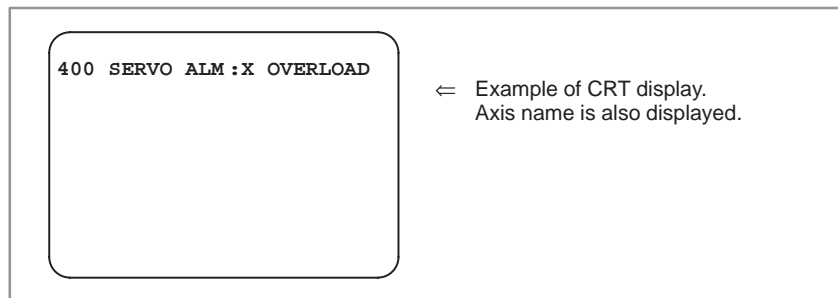 400 SERVO ALM :X OVERLOAD
⇐ Example of CRT display.
Axis name is also displayed.